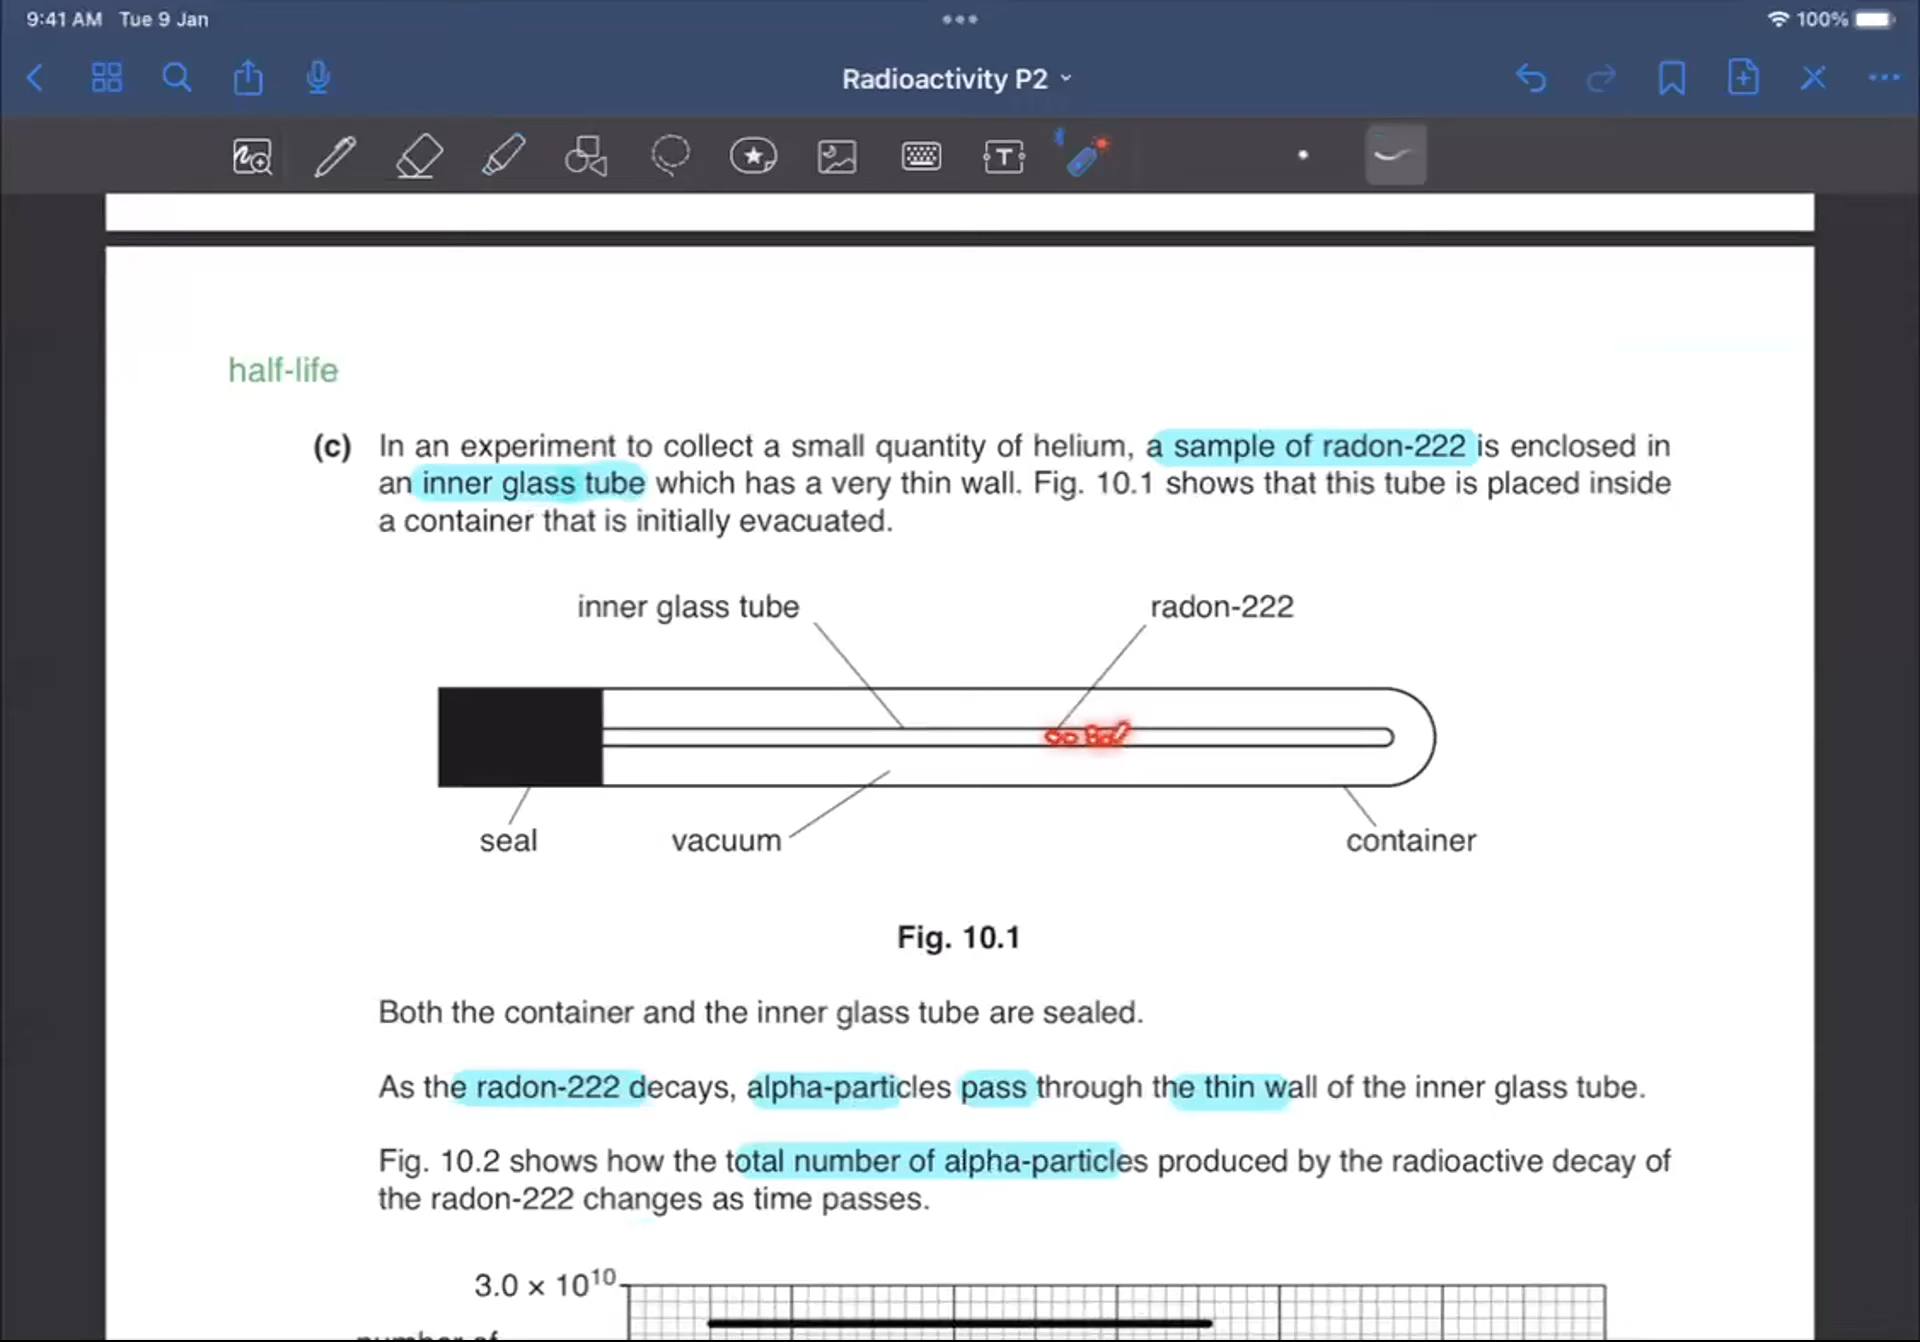 9:41 AM Tue 9 Jan
100%
Radioactivity P2
half-life
(c) In an experiment to collect a small quantity of helium, a sample of radon-222 is enclosed in
an inner glass tube which has a very thin wall. Fig. 10.1 shows that this tube is placed inside
a container that is initially evacuated.
inner glass tube
radon-222
seal
vacuum
container
Fig. 10.1
Both the container and the inner glass tube are sealed.
As the radon-222 decays, alpha-particles pass through the thin wall of the inner glass tube.
Fig. 10.2 shows how the total number of alpha-particles produced by the radioactive decay of
the radon-222 changes as time passes.
3.0 × 10¹⁰
number of